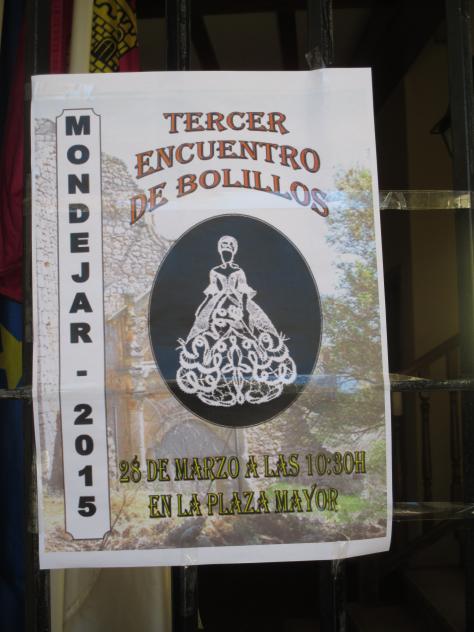 MONDEJAR - 2015
TERCER
ENCUENTRO
DE BOLILLOS
28 DE MARZO A LAS 10:30H
EN LA PLAZA MAYOR